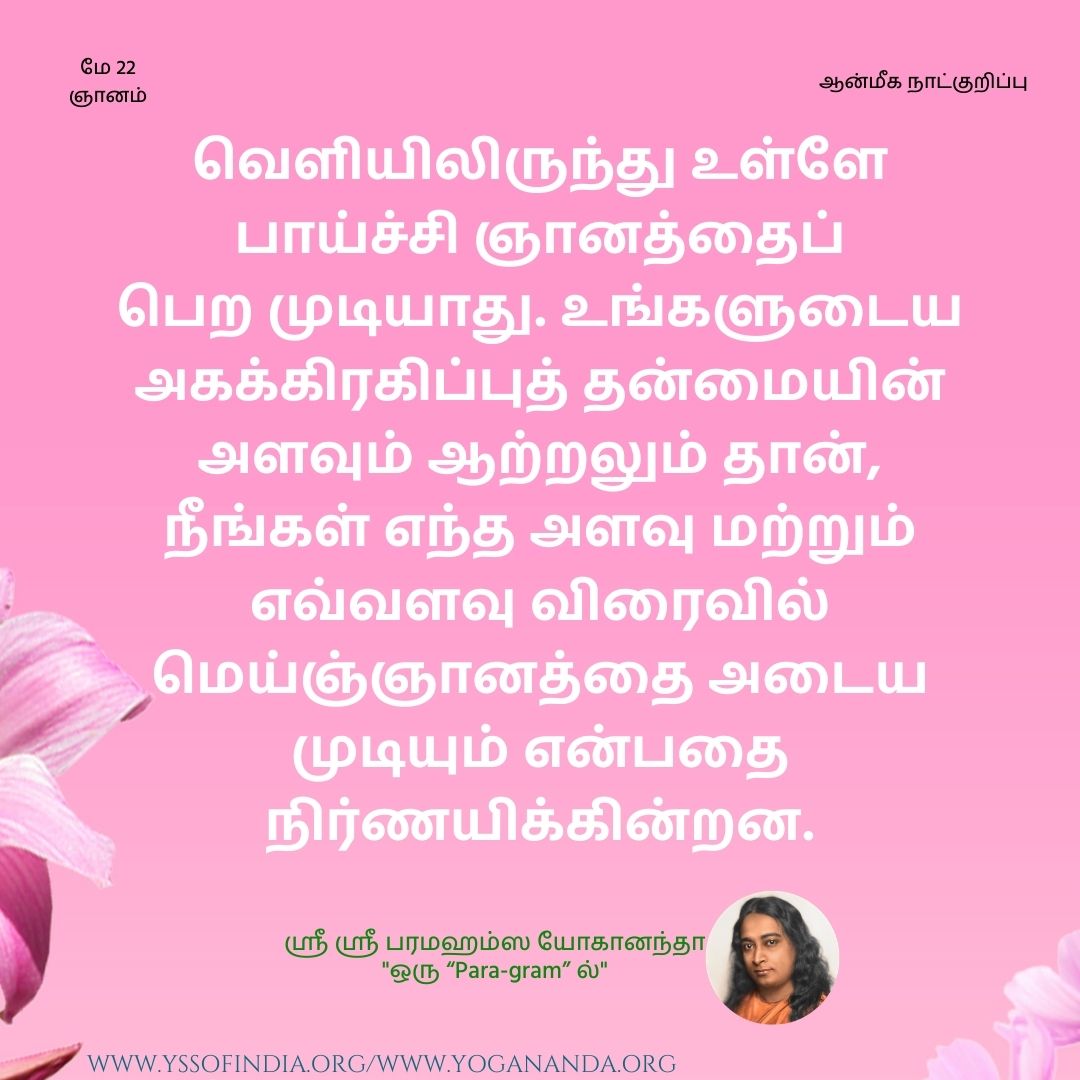 மே 22
ஞானம்
ஆன்மீக நாட்குறிப்பு
வெளியிலிருந்து உள்ளே
பாய்ச்சி ஞானத்தைப்
பெற முடியாது. உங்களுடைய
அகக்கிரகிப்புத் தன்மையின்
அளவும் ஆற்றலும் தான்,
நீங்கள் எந்த அளவு மற்றும்
எவ்வளவு விரைவில்
மெய்ஞ்ஞானத்தை அடைய
முடியும் என்பதை
நிர்ணயிக்கின்றன.
ஸ்ரீ ஸ்ரீ பரமஹம்ஸ யோகானந்தா
"ஒரு “Para-gram” ல்"
WWW.YSSOFINDIA.ORG/WWW.YOGANANDA.ORG